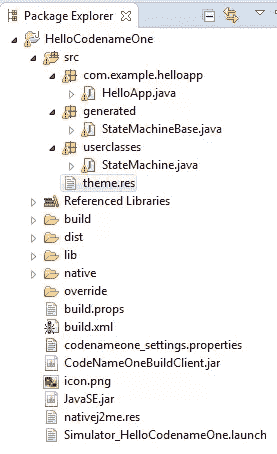 Package Explorer
HelloCodenameOne
src
com.example.helloapp
HelloApp.java
generated
StateMachineBase.java
userclasses
StateMachine.java
theme.res
Referenced Libraries
build
dist
lib
native
override
build.props
build.xml
codenameone_settings.properties
CodeNameOneBuildClient.jar
icon.png
JavaSE.jar
nativej2me.res
Simulator_HelloCodenameOne.launch